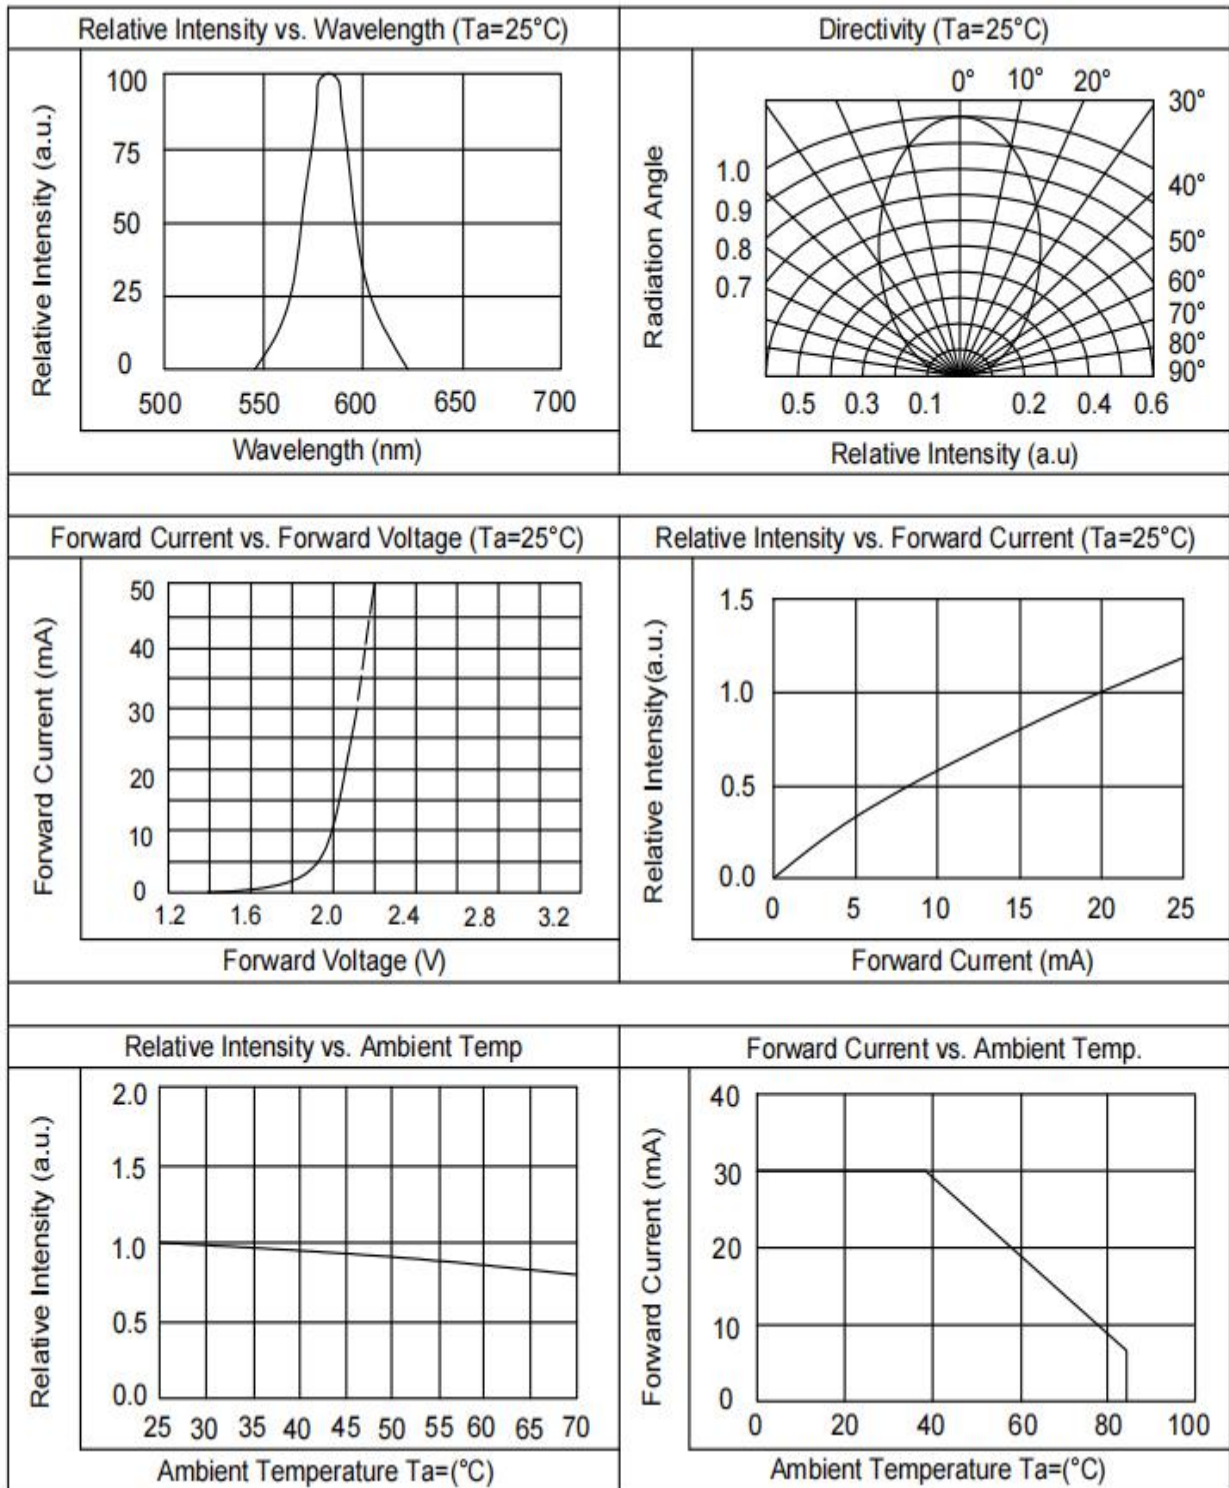 Relative Intensity vs. Wavelength (Ta=25°C)
Relative Intensity (a.u.)
100
75
50
25
0
500 550 600 650 700
Wavelength (nm)
Directivity (Ta=25°C)
Radiation Angle
0° 10° 20°
30°
40°
50°
60°
70°
80°
90°
1.0
0.9
0.8
0.7
0.5 0.3 0.1 0.2 0.4 0.6
Relative Intensity (a.u)
Forward Current vs. Forward Voltage (Ta=25°C)
Forward Current (mA)
50
40
30
20
10
0
1.2 1.6 2.0 2.4 2.8 3.2
Forward Voltage (V)
Relative Intensity vs. Forward Current (Ta=25°C)
Relative Intensity(a.u.)
1.5
1.0
0.5
0.0
0 5 10 15 20 25
Forward Current (mA)
Relative Intensity vs. Ambient Temp
Relative Intensity (a.u.)
2.0
1.5
1.0
0.5
0.0
25 30 35 40 45 50 55 60 65 70
Ambient Temperature Ta=(°C)
Forward Current vs. Ambient Temp.
Forward Current (mA)
40
30
20
10
0
0 20 40 60 80 100
Ambient Temperature Ta=(°C)